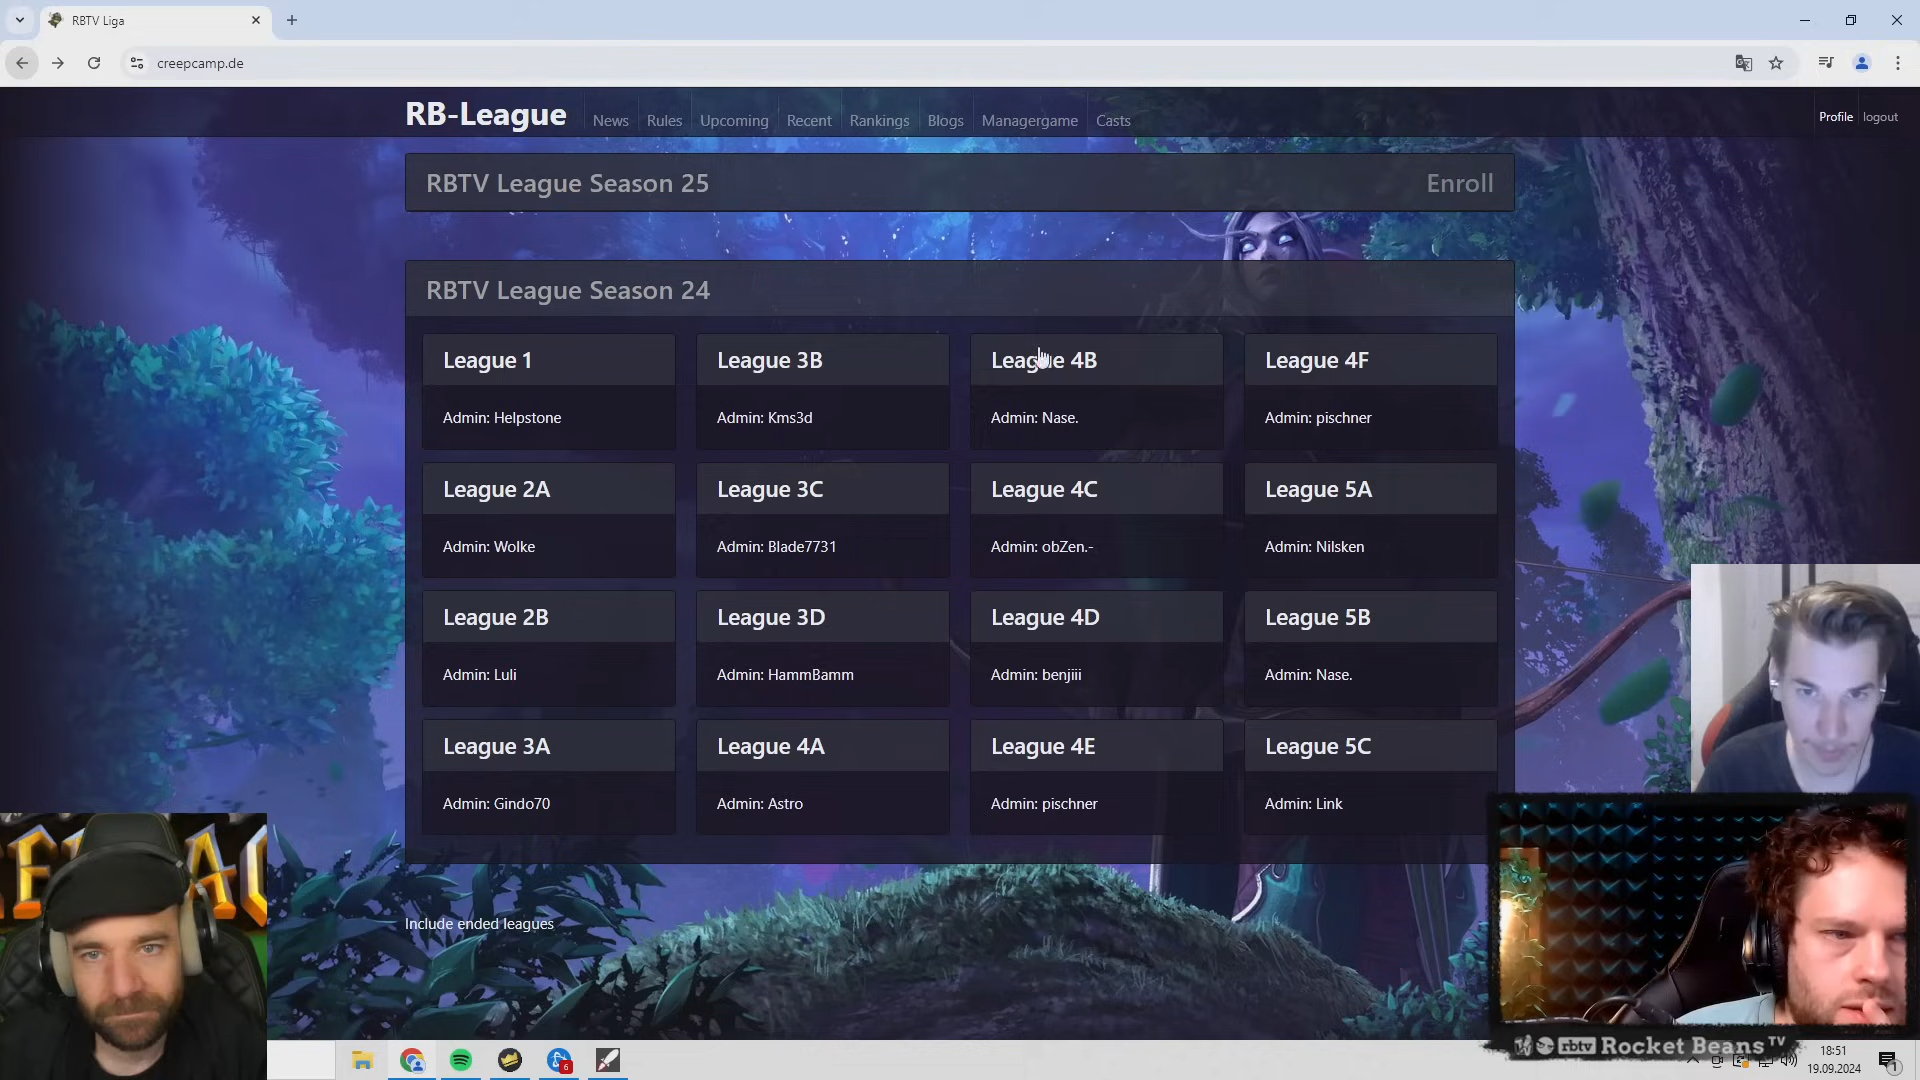 RBTV Liga
creepcamp.de
RB-League
News
Rules
Upcoming
Recent
Rankings
Blogs
Managergame
Casts
Profile
logout
RBTV League Season 25
Enroll
RBTV League Season 24
League 1
League 3B
League 4B
League 4F
Admin: Helpstone
Admin: Kms3d
Admin: Nase.
Admin: pischner
League 2A
League 3C
League 4C
League 5A
Admin: Wolke
Admin: Blade7731
Admin: obZen.-
Admin: Nilsken
League 2B
League 3D
League 4D
League 5B
Admin: Luli
Admin: HammBamm
Admin: benjiii
Admin: Nase.
League 3A
League 4A
League 4E
League 5C
Admin: Gindo70
Admin: Astro
Admin: pischner
Admin: Link
Include ended leagues
rbtv Rocket Beans TV
6
18:51
19.09.2024
1